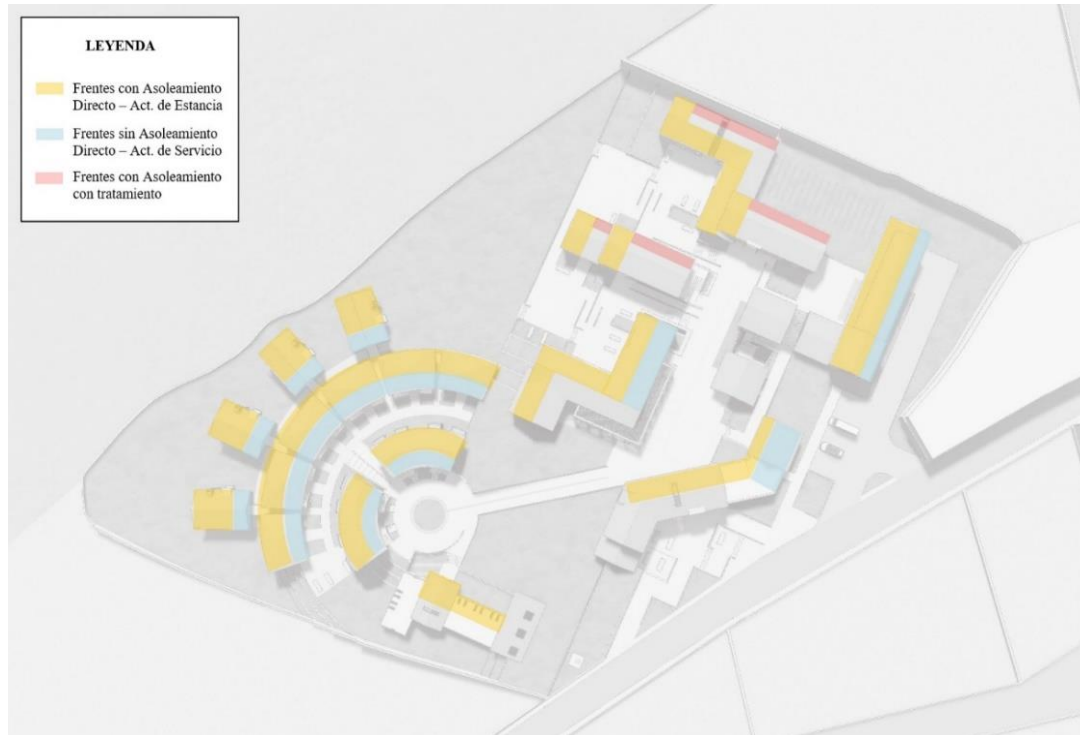 LEYENDA
Frentes con Asoleamiento
Directo – Act. de Estancia
Frentes sin Asoleamiento
Directo – Act. de Servicio
Frentes con Asoleamiento
con tratamiento